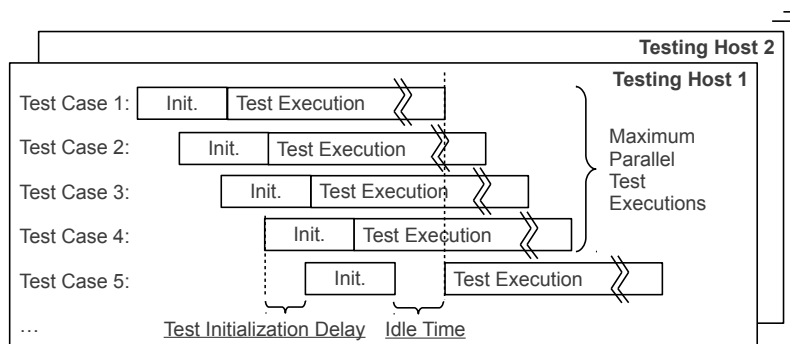 Testing Host 2
Testing Host 1
Test Case 1: Init. Test Execution
Test Case 2: Init. Test Execution
Test Case 3: Init. Test Execution
Test Case 4: Init. Test Execution
Test Case 5: Init. Test Execution
Maximum
Parallel
Test
Executions
... Test Initialization Delay Idle Time